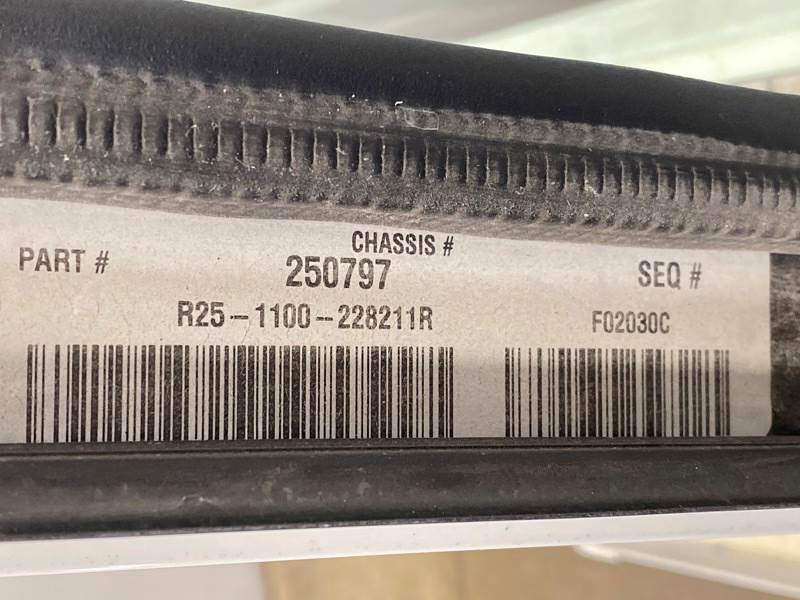 CHASSIS #
PART # 250797 SEQ #
R25-1100-228211R F02030C